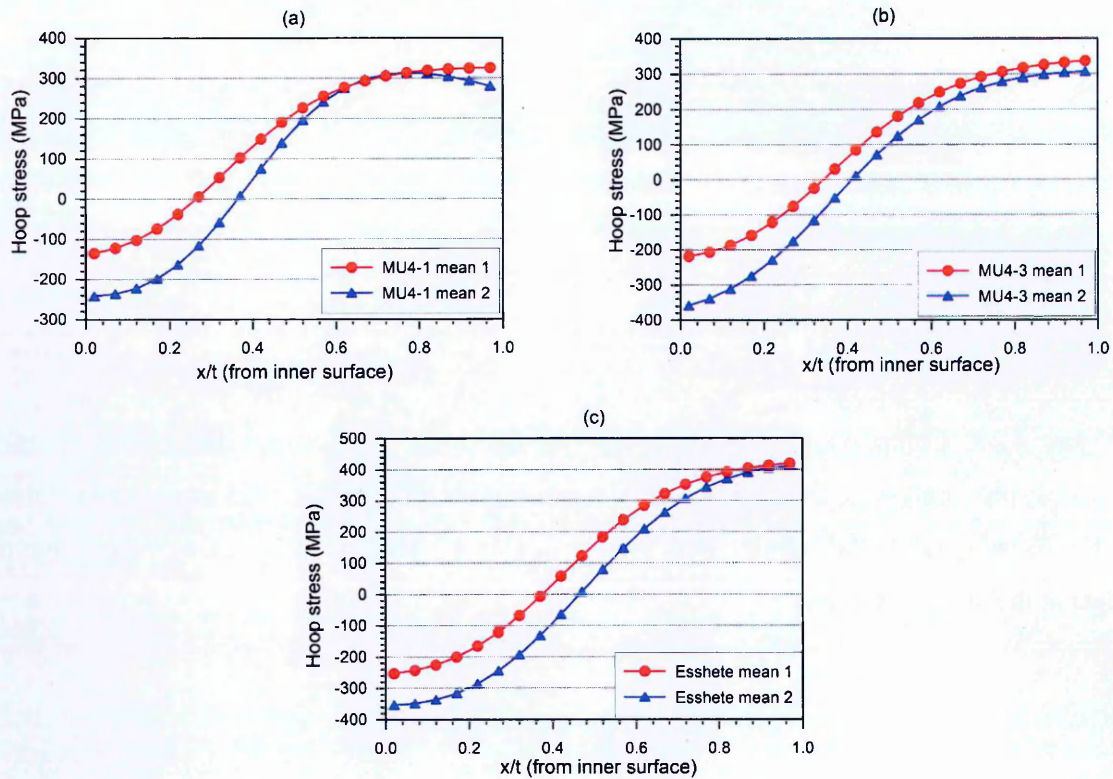 (a)
400
300
200
100
0
-100
-200
-300
Hoop stress (MPa)
MU4-1 mean 1
MU4-1 mean 2
0.0 0.2 0.4 0.6 0.8 1.0
x/t (from inner surface)
(b)
400
300
200
100
0
-100
-200
-300
-400
Hoop stress (MPa)
MU4-3 mean 1
MU4-3 mean 2
0.0 0.2 0.4 0.6 0.8 1.0
x/t (from inner surface)
(c)
500
400
300
200
100
0
-100
-200
-300
-400
Hoop stress (MPa)
Esshete mean 1
Esshete mean 2
0.0 0.2 0.4 0.6 0.8 1.0
x/t (from inner surface)